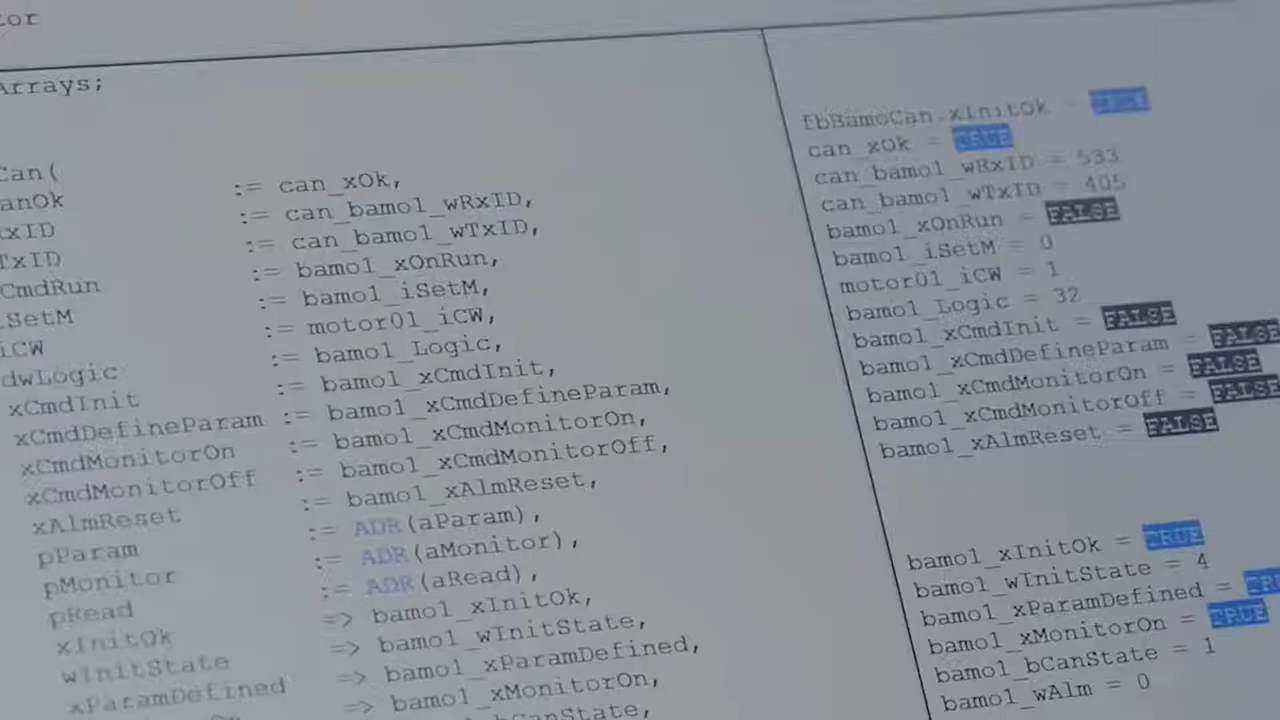 tor
Arrays;
Can(
anOk := can_xOk,
xID := can_bamo1_wRxID,
TxID := can_bamo1_wTxID,
CmdRun := bamo1_xOnRun,
SetM := bamo1_iSetM,
iCW := motor01_iCW,
dwLogic := bamo1_Logic,
xCmdInit := bamo1_xCmdInit,
xCmdDefineParam := bamo1_xCmdDefineParam,
xCmdMonitorOn := bamo1_xCmdMonitorOn,
xCmdMonitorOff := bamo1_xCmdMonitorOff,
xAlmReset := bamo1_xAlmReset,
pParam := ADR(aParam),
pMonitor := ADR(aMonitor),
pRead := ADR(aRead),
xInitOk => bamo1_xInitOk,
wInitState => bamo1_wInitState,
xParamDefined => bamo1_xParamDefined,
=> bamo1_xMonitorOn,
bCanState,
fbBamoCan.xInitOk = TRUE
can_xOk = TRUE
can_bamo1_wRxID = 533
can_bamo1_wTxID = 405
bamo1_xOnRun = FALSE
bamo1_iSetM = 0
motor01_iCW = 1
bamo1_Logic = 32
bamo1_xCmdInit = FALSE
bamo1_xCmdDefineParam = FALSE
bamo1_xCmdMonitorOn = FALSE
bamo1_xCmdMonitorOff = FALSE
bamo1_xAlmReset = FALSE
bamo1_xInitOk = TRUE
bamo1_wInitState = 4
bamo1_xParamDefined = TRU
bamo1_xMonitorOn = TRUE
bamo1_bCanState = 1
bamo1_wAlm = 0